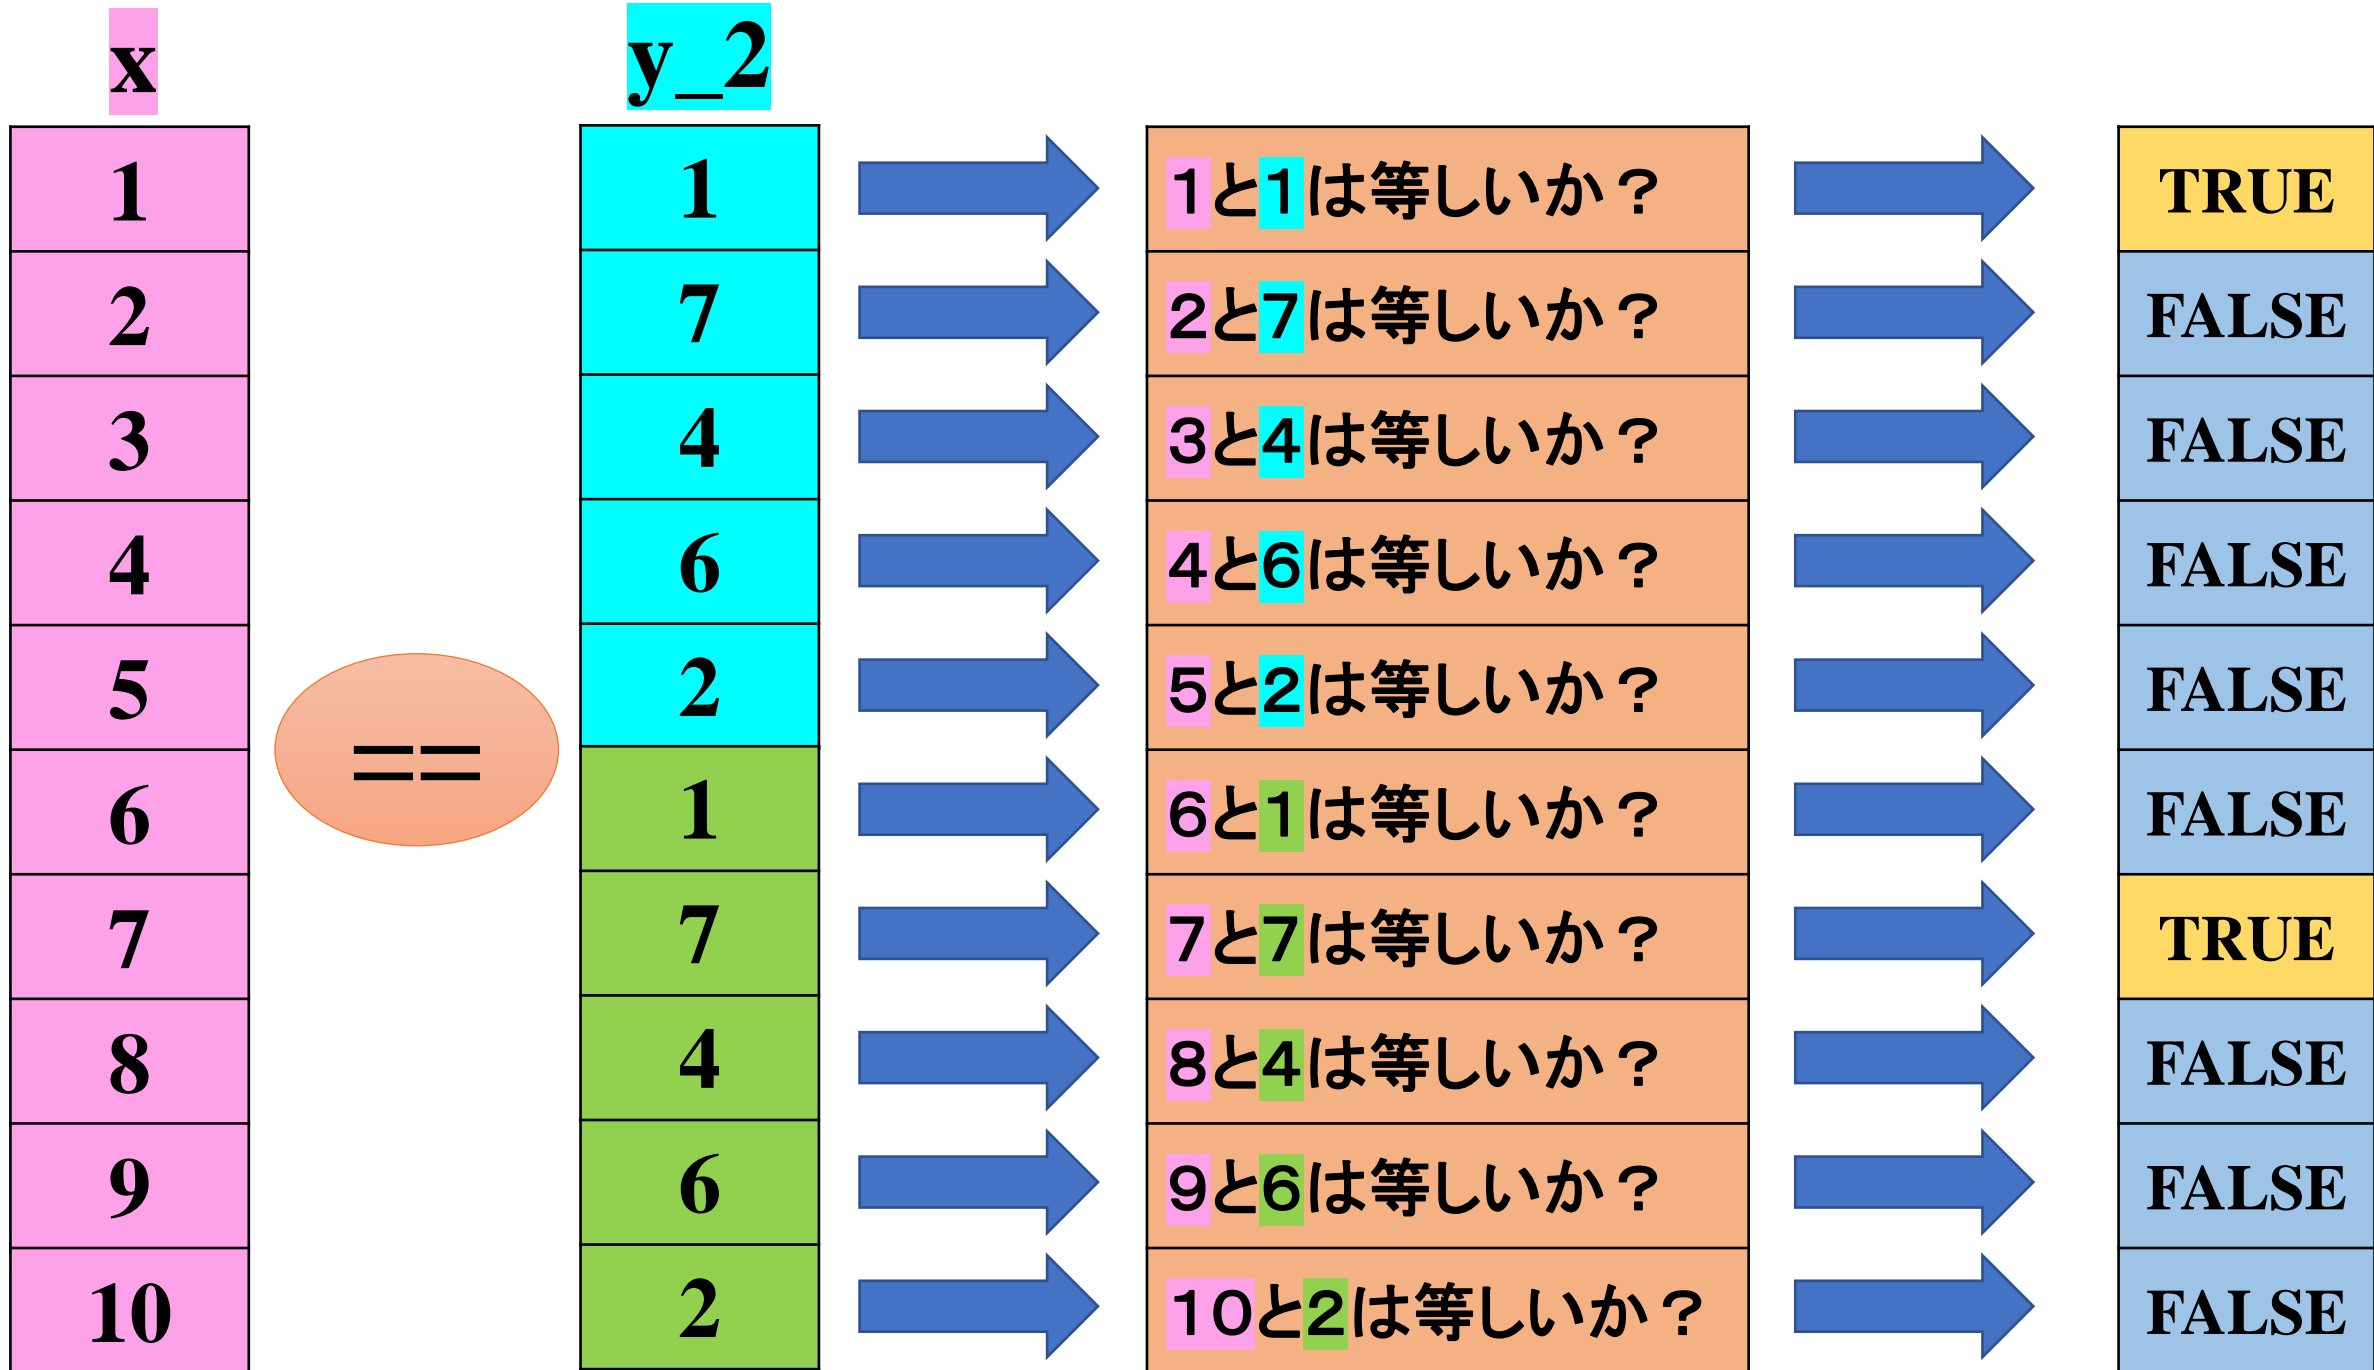 x y_2
1 1 1と1は等しいか？ TRUE
2 7 2と7は等しいか？ FALSE
3 4 3と4は等しいか？ FALSE
4 6 4と6は等しいか？ FALSE
5 2 5と2は等しいか？ FALSE
==
6 1 6と1は等しいか？ FALSE
7 7 7と7は等しいか？ TRUE
8 4 8と4は等しいか？ FALSE
9 6 9と6は等しいか？ FALSE
10 2 10と2は等しいか？ FALSE